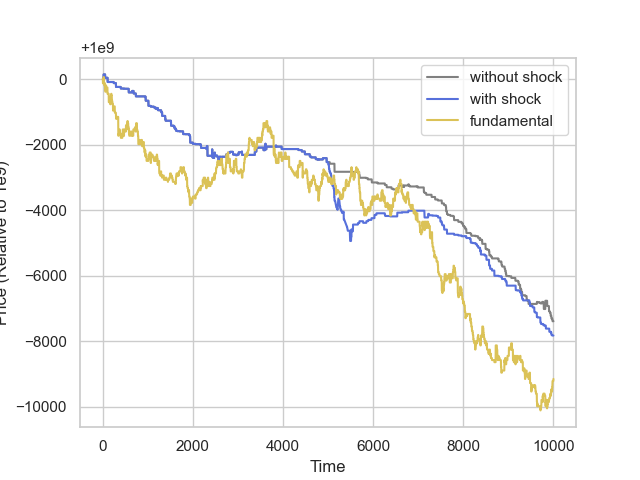 +1e9
without shock
with shock
fundamental
0
−2000
−4000
−6000
−8000
−10000
Price (Relative to 1e9)
0
2000
4000
6000
8000
10000
Time